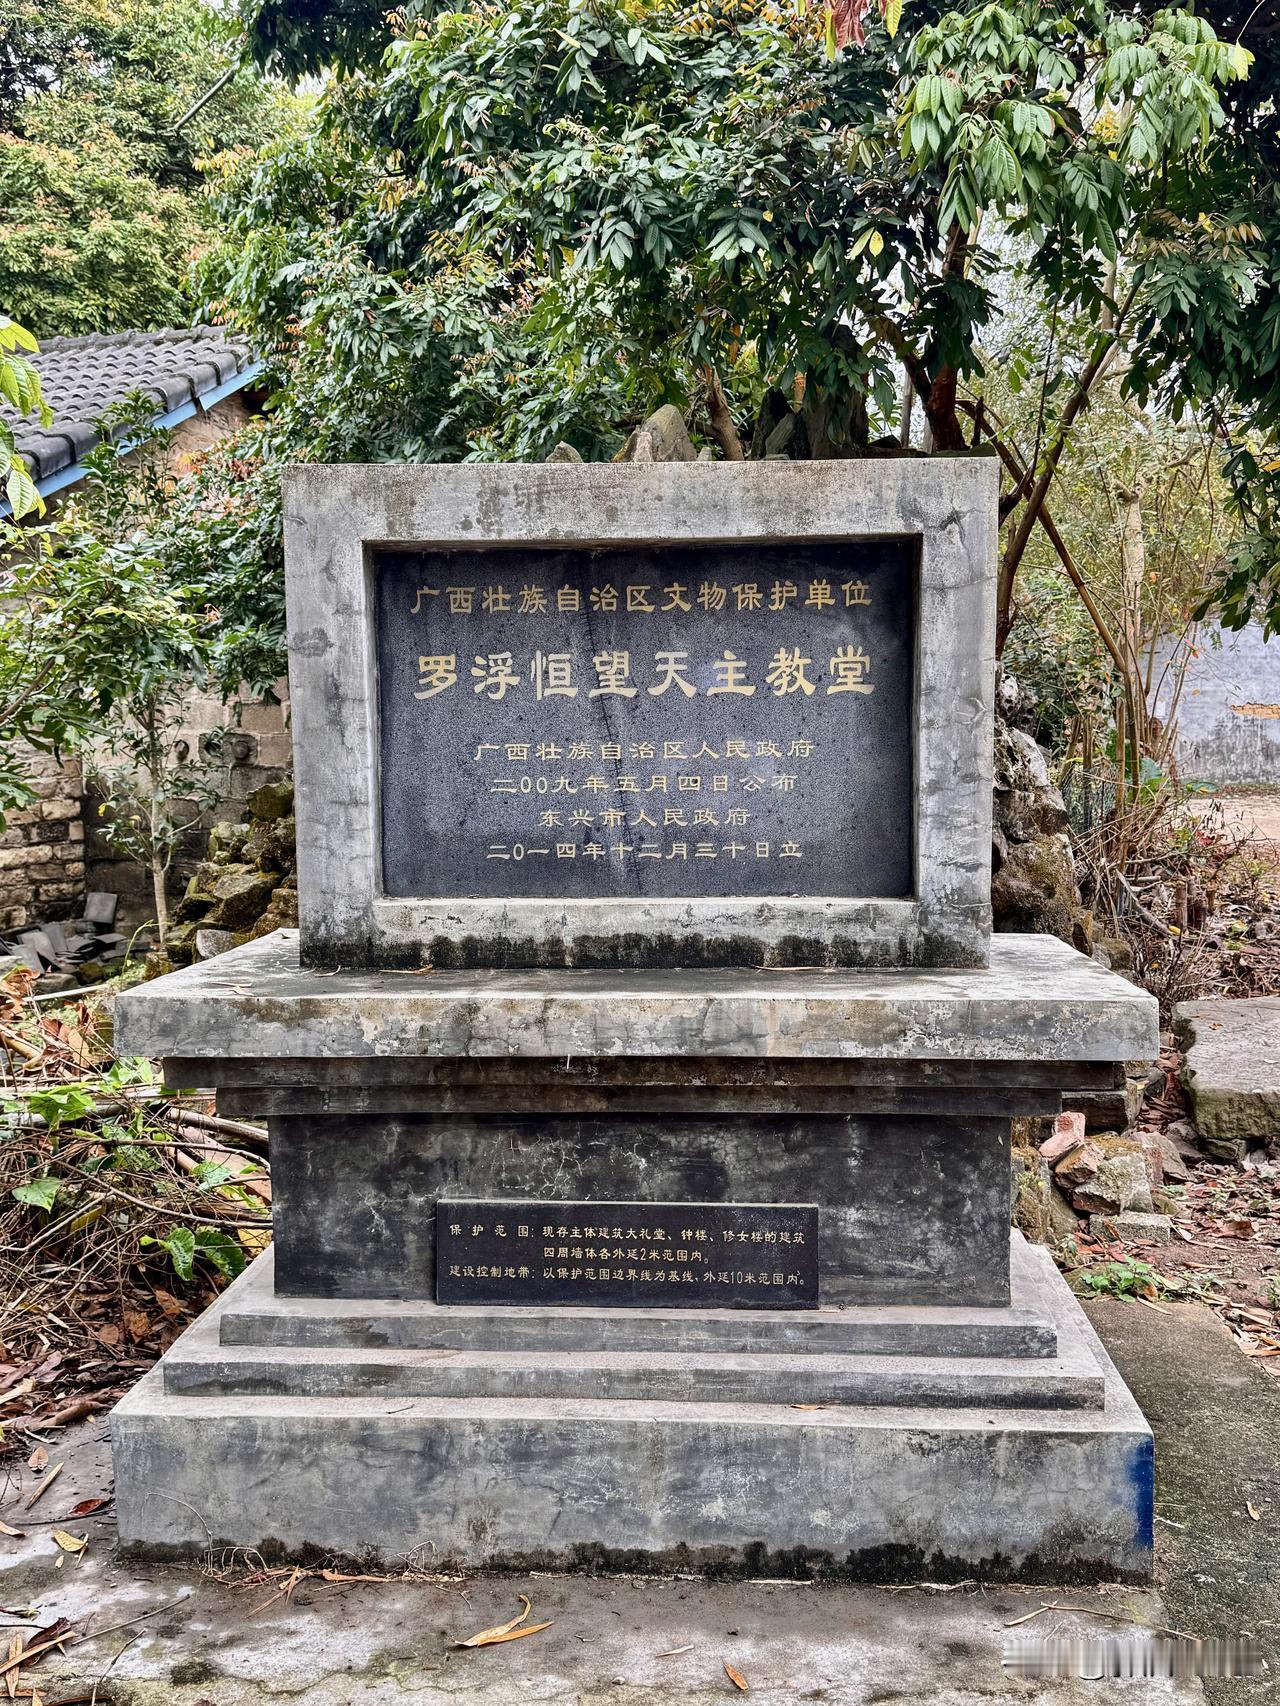 广西壮族自治区文物保护单位
罗浮恒望天主教堂
广西壮族自治区人民政府
二00九年五月四日公布
东兴市人民政府
二0一四年十二月三十日立
保护范围：现存主体建筑大礼堂、钟楼、修女楼的建筑
四周墙体各外延2米范围内。
建设控制地带：以保护范围边界线为基线、外延10米范围内。